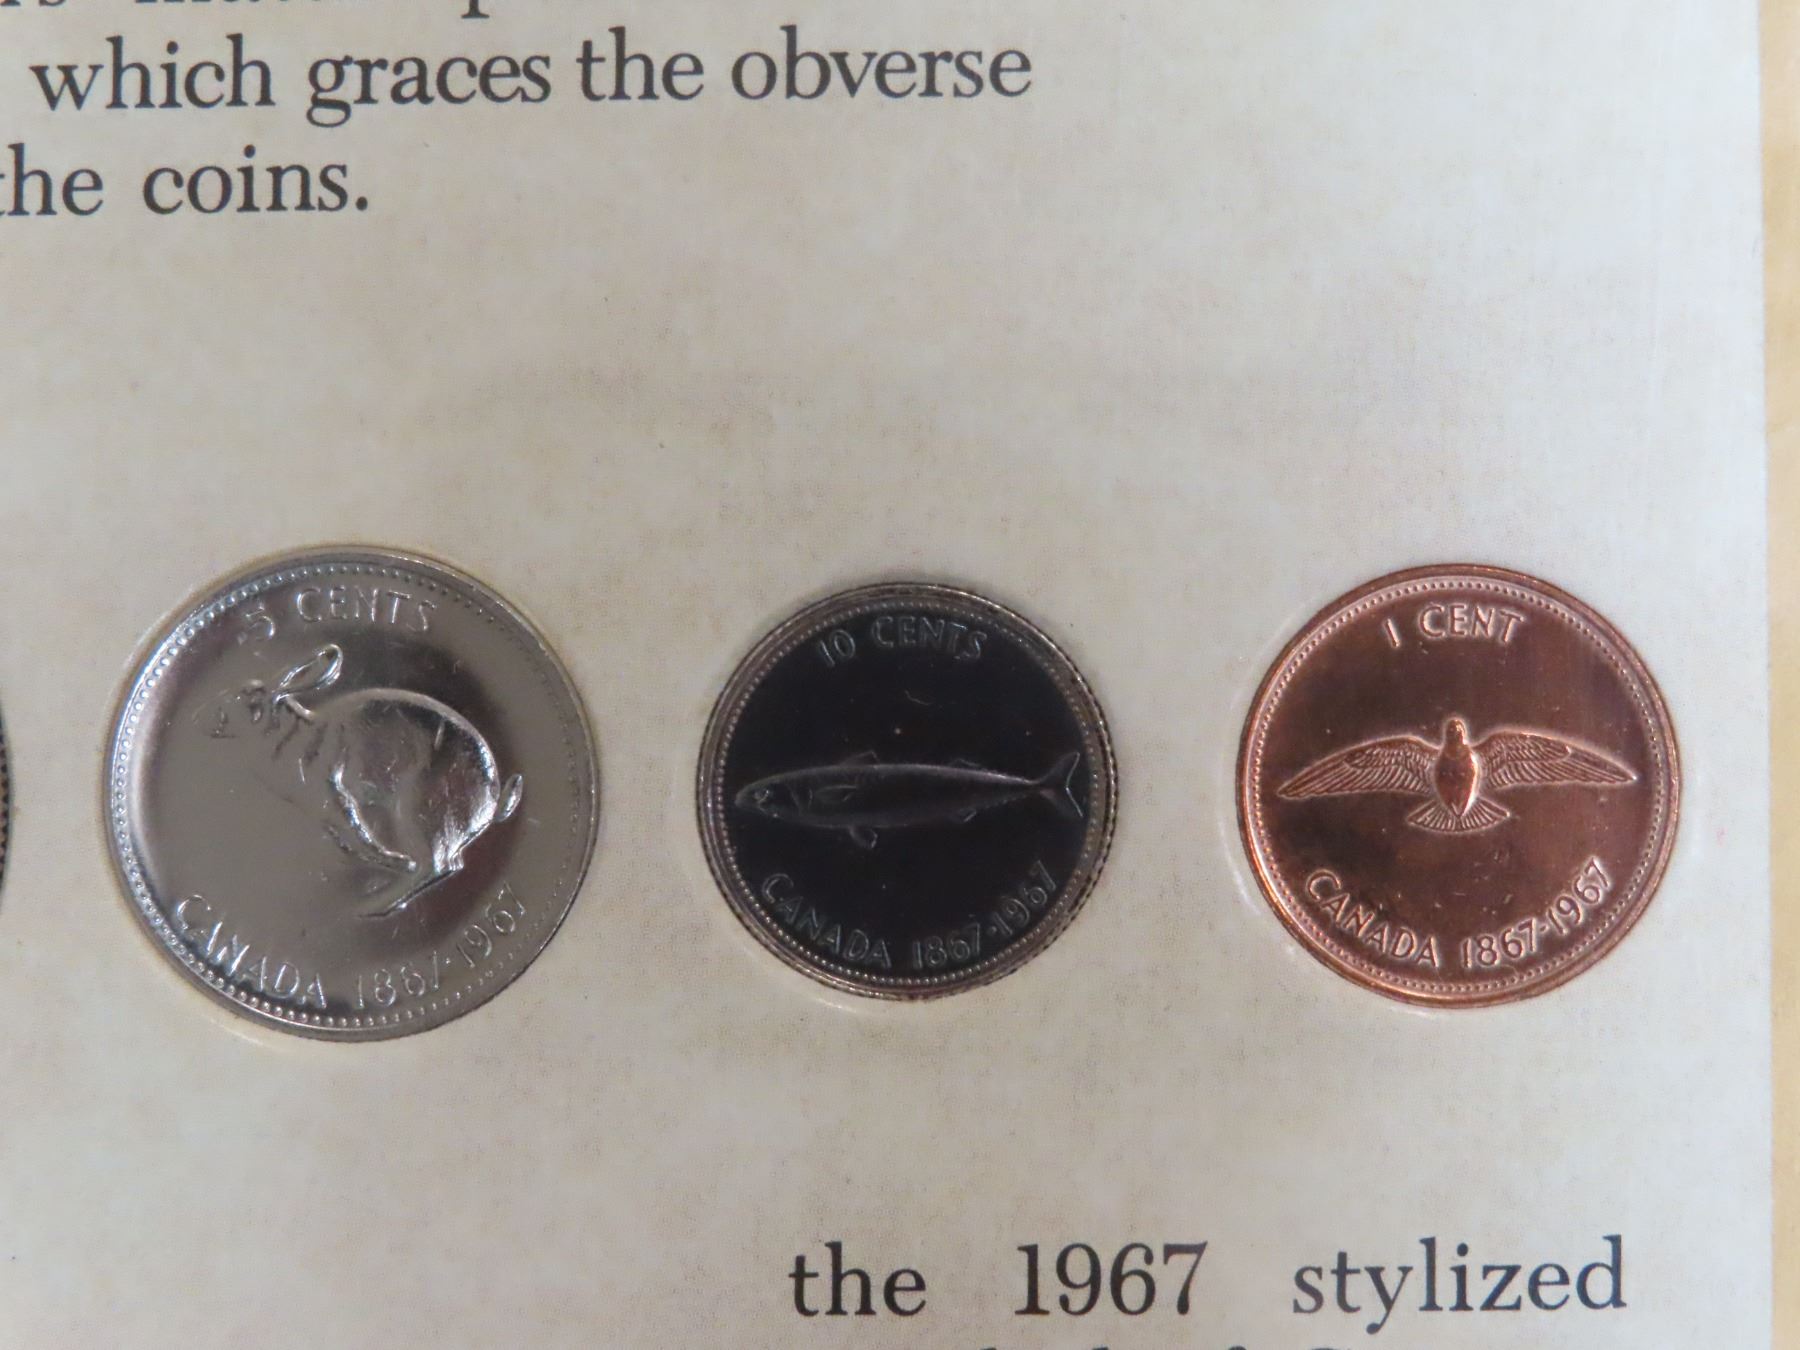 which graces the obverse
the coins.
5 CENTS
CANADA 1867-1967
10 CENTS
CANADA 1867-1967
1 CENT
CANADA 1867-1967
the 1967 stylized